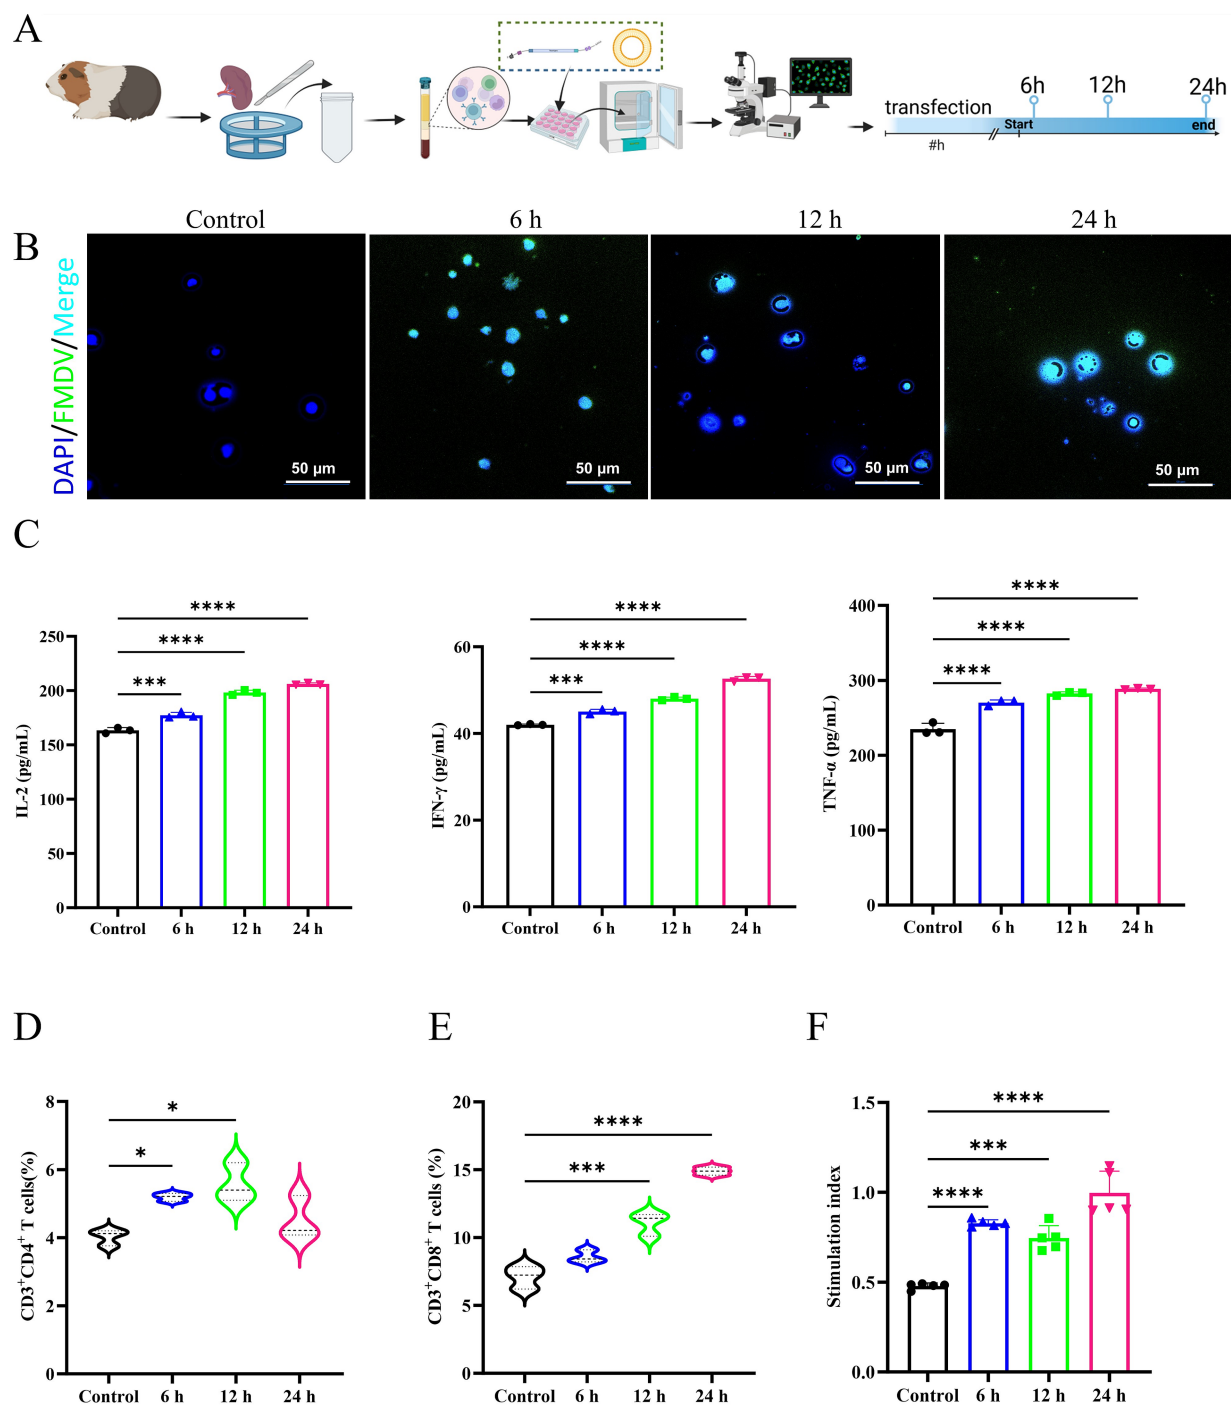 A
transfection
#h
6h
12h
24h
Start
end
B
Control
6 h
12 h
24 h
DAPI/FMDV/Merge
50 µm
50 µm
50 µm
50 µm
C
IL-2 (pg/mL)
250
200
150
100
50
0
***
****
****
Control
6 h
12 h
24 h
IFN-γ (pg/mL)
60
40
20
0
***
****
****
Control
6 h
12 h
24 h
TNF-α (pg/mL)
400
300
200
100
0
****
****
****
Control
6 h
12 h
24 h
D
CD3+CD4+ T cells(%)
8
6
4
2
0
*
*
Control
6 h
12 h
24 h
E
CD3+CD8+ T cells (%)
20
15
10
5
0
****
***
Control
6 h
12 h
24 h
F
Stimulation index
1.5
1.0
0.5
0.0
****
***
****
Control
6 h
12 h
24 h